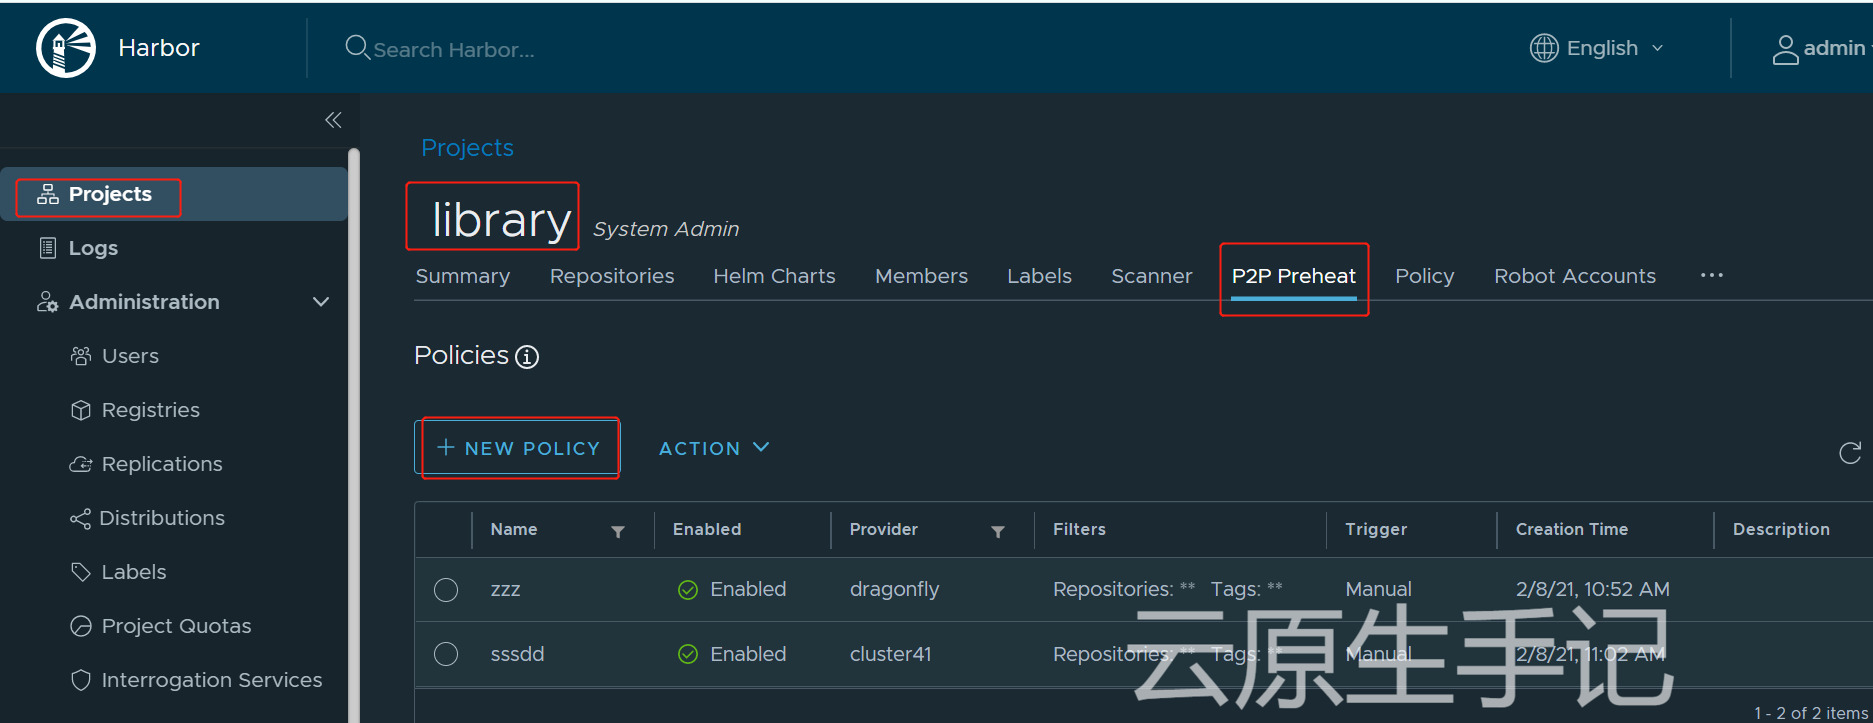 Harbor
Search Harbor...
English
admin
Projects
Logs
Administration
Users
Registries
Replications
Distributions
Labels
Project Quotas
Interrogation Services
Projects
library System Admin
Summary Repositories Helm Charts Members Labels Scanner P2P Preheat Policy Robot Accounts ...
Policies
+ NEW POLICY ACTION
Name Enabled Provider Filters Trigger Creation Time Description
zzz Enabled dragonfly Repositories: ** Tags: ** Manual 2/8/21, 10:52 AM
sssdd Enabled cluster41 Repositories: ** Tags: ** Manual 2/8/21, 11:02 AM
云原生手记
1 - 2 of 2 items